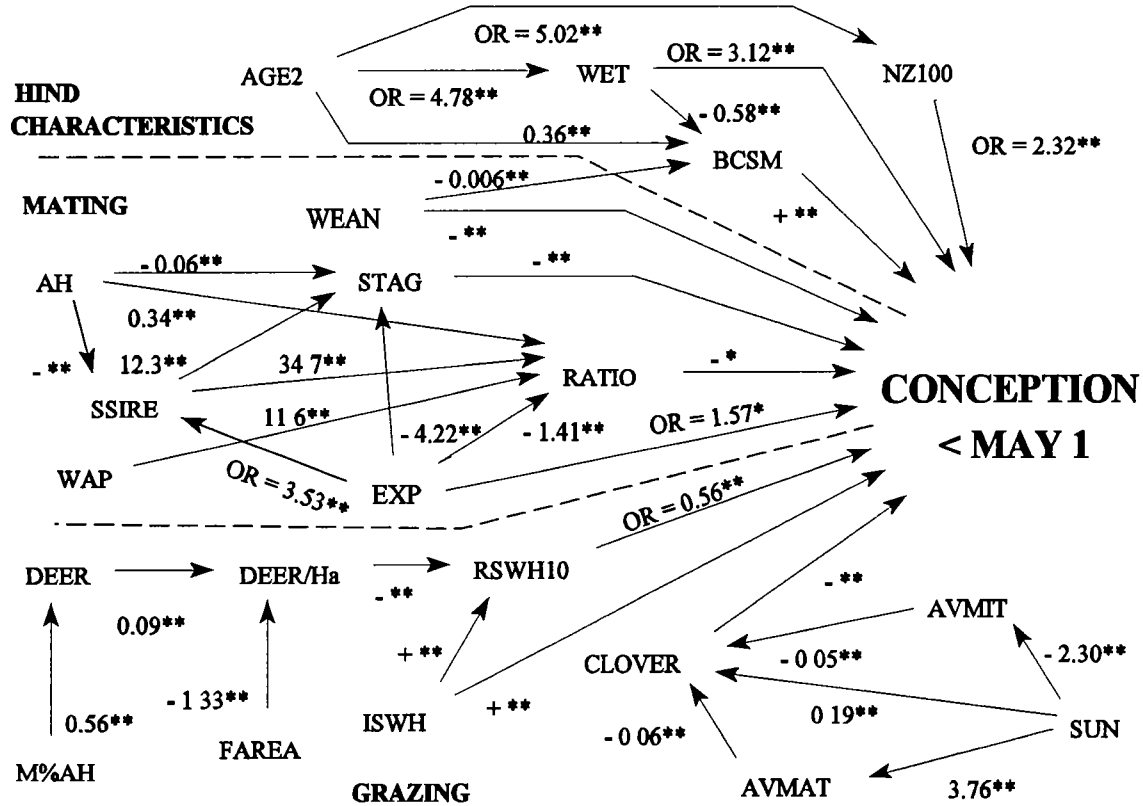 OR = 5.02**
AGE2
WET
OR = 3.12**
NZ100
OR = 4.78**
HIND
CHARACTERISTICS
- 0.58**
0.36**
BCSM
OR = 2.32**
- 0.006**
MATING
WEAN
+ **
- **
- 0.06**
- **
AH
STAG
0.34**
- **
12.3**
34 7**
- *
RATIO
SSIRE
CONCEPTION
< MAY 1
11 6**
- 4.22**
- 1.41**
OR = 1.57*
WAP
OR = 3.53**
EXP
OR = 0.56**
DEER
DEER/Ha
RSWH10
- **
- **
AVMIT
0.09**
+ **
CLOVER
- 0 05**
- 2.30**
- 1 33**
0.56**
ISWH
+ **
0 19**
SUN
FAREA
- 0 06**
M%AH
GRAZING
AVMAT
3.76**